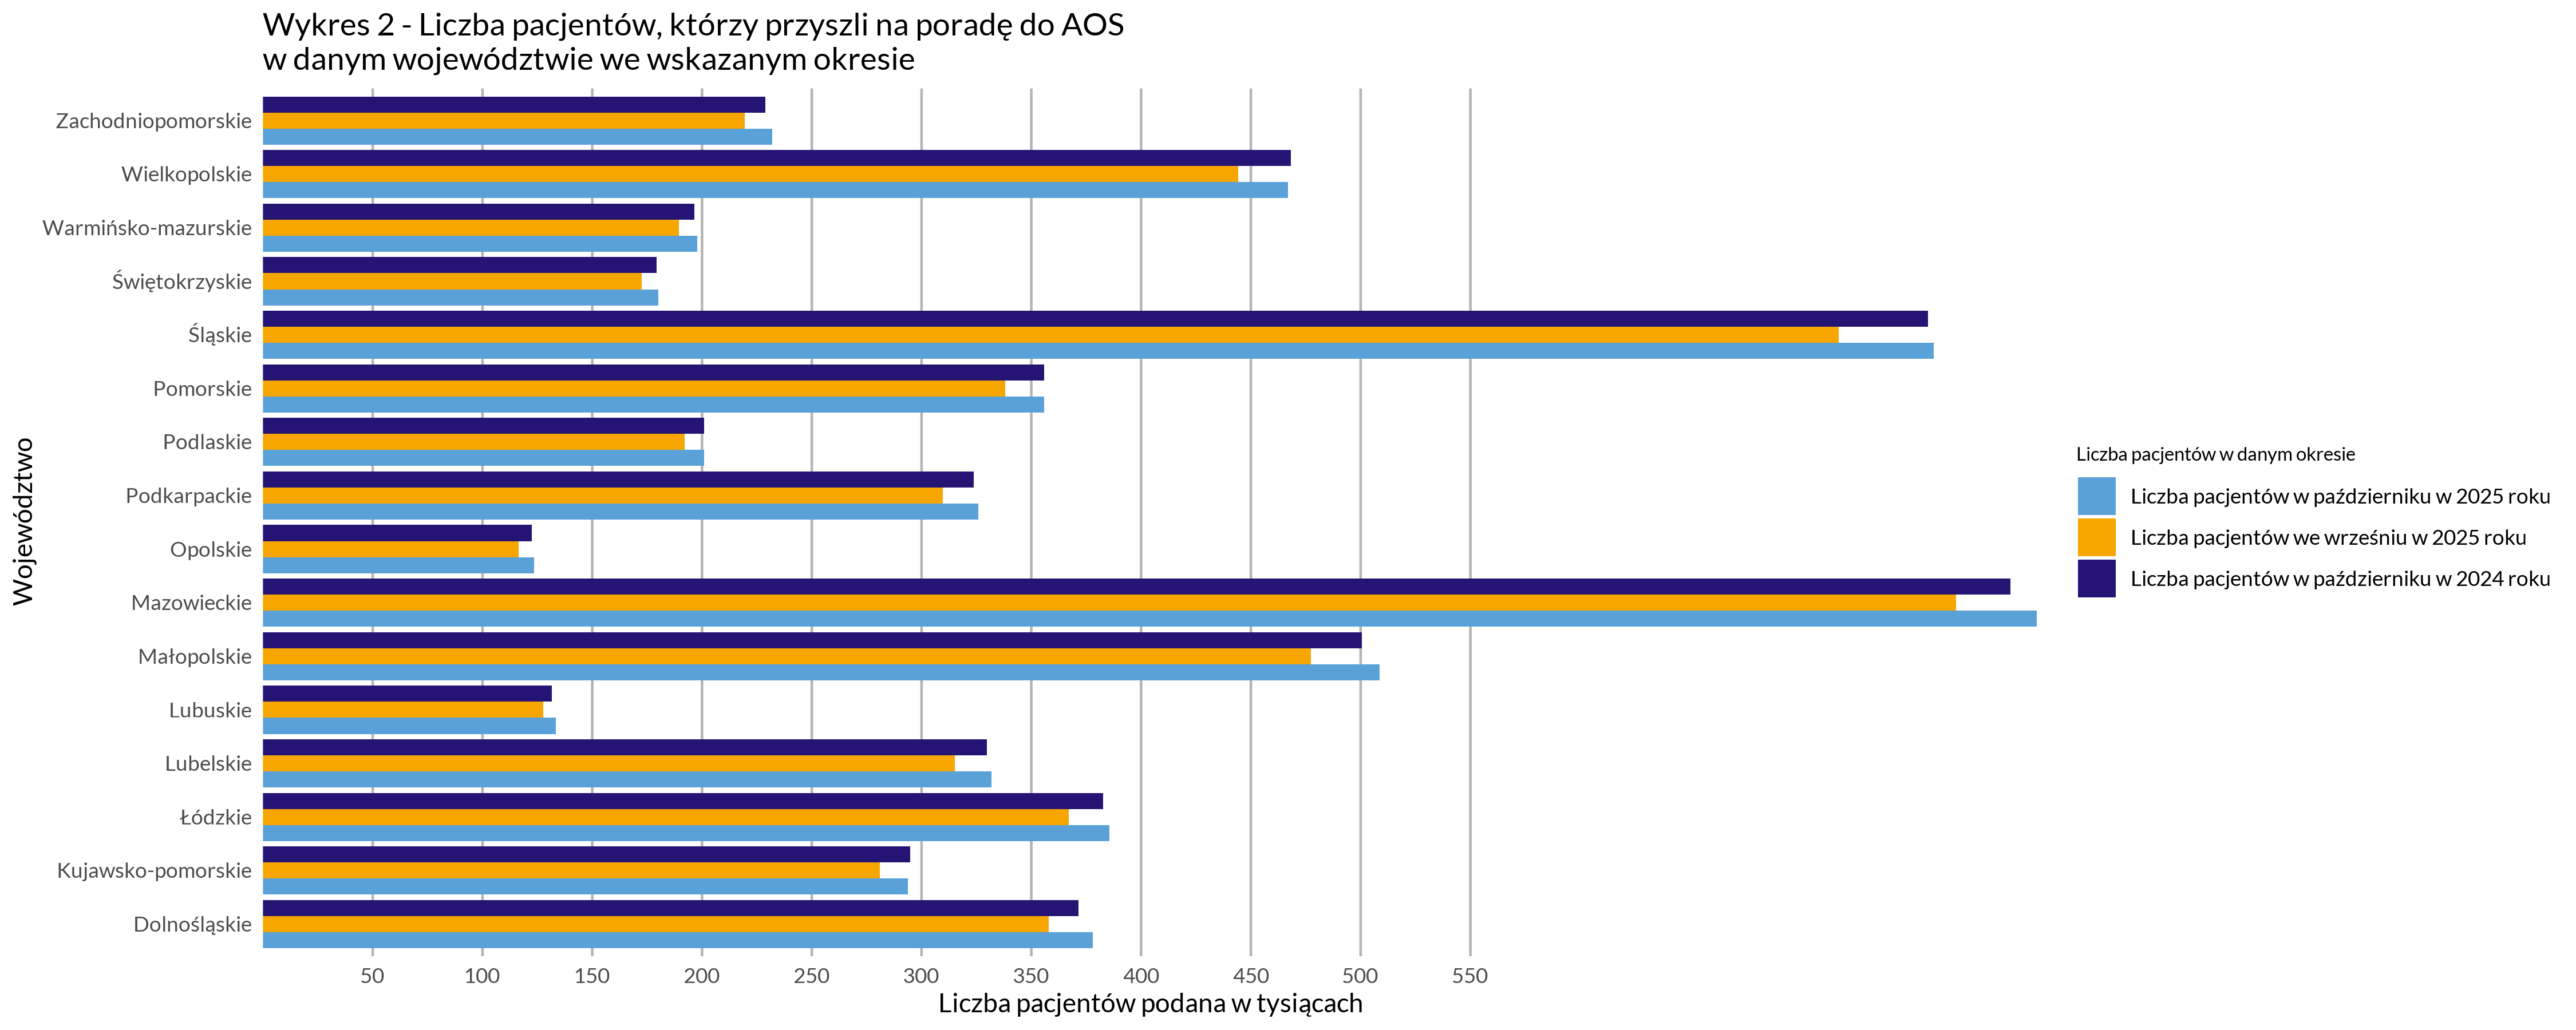 Wykres 2 - Liczba pacjentów, którzy przyszli na poradę do AOS
w danym województwie we wskazanym okresie
Województwo
Zachodniopomorskie
Wielkopolskie
Warmińsko-mazurskie
Świętokrzyskie
Śląskie
Pomorskie
Podlaskie
Podkarpackie
Opolskie
Mazowieckie
Małopolskie
Lubuskie
Lubelskie
Łódzkie
Kujawsko-pomorskie
Dolnośląskie
50 100 150 200 250 300 350 400 450 500 550
Liczba pacjentów podana w tysiącach
Liczba pacjentów w danym okresie
Liczba pacjentów w październiku w 2025 roku
Liczba pacjentów we wrześniu w 2025 roku
Liczba pacjentów w październiku w 2024 roku